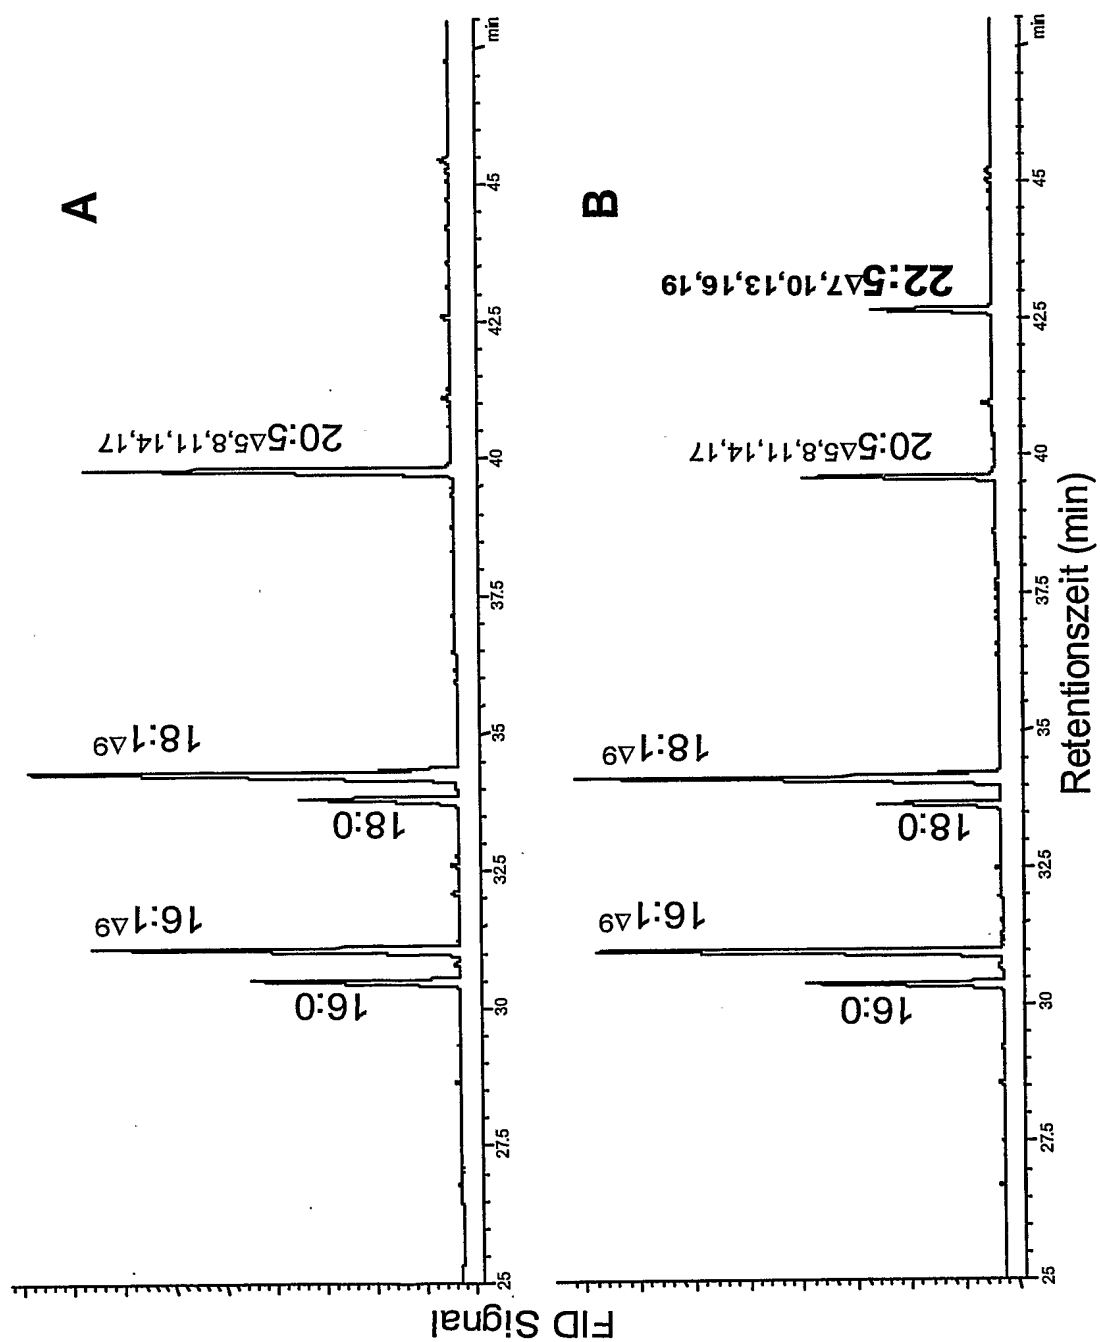 A
16:0
16:1Δ9
18:0
18:1Δ9
20:5Δ5,8,11,14,17
25
27.5
30
32.5
35
37.5
40
42.5
45
min
B
16:0
16:1Δ9
18:0
18:1Δ9
20:5Δ5,8,11,14,17
22:5Δ7,10,13,16,19
25
27.5
30
32.5
35
37.5
40
42.5
45
min
FID Signal
Retentionszeit (min)